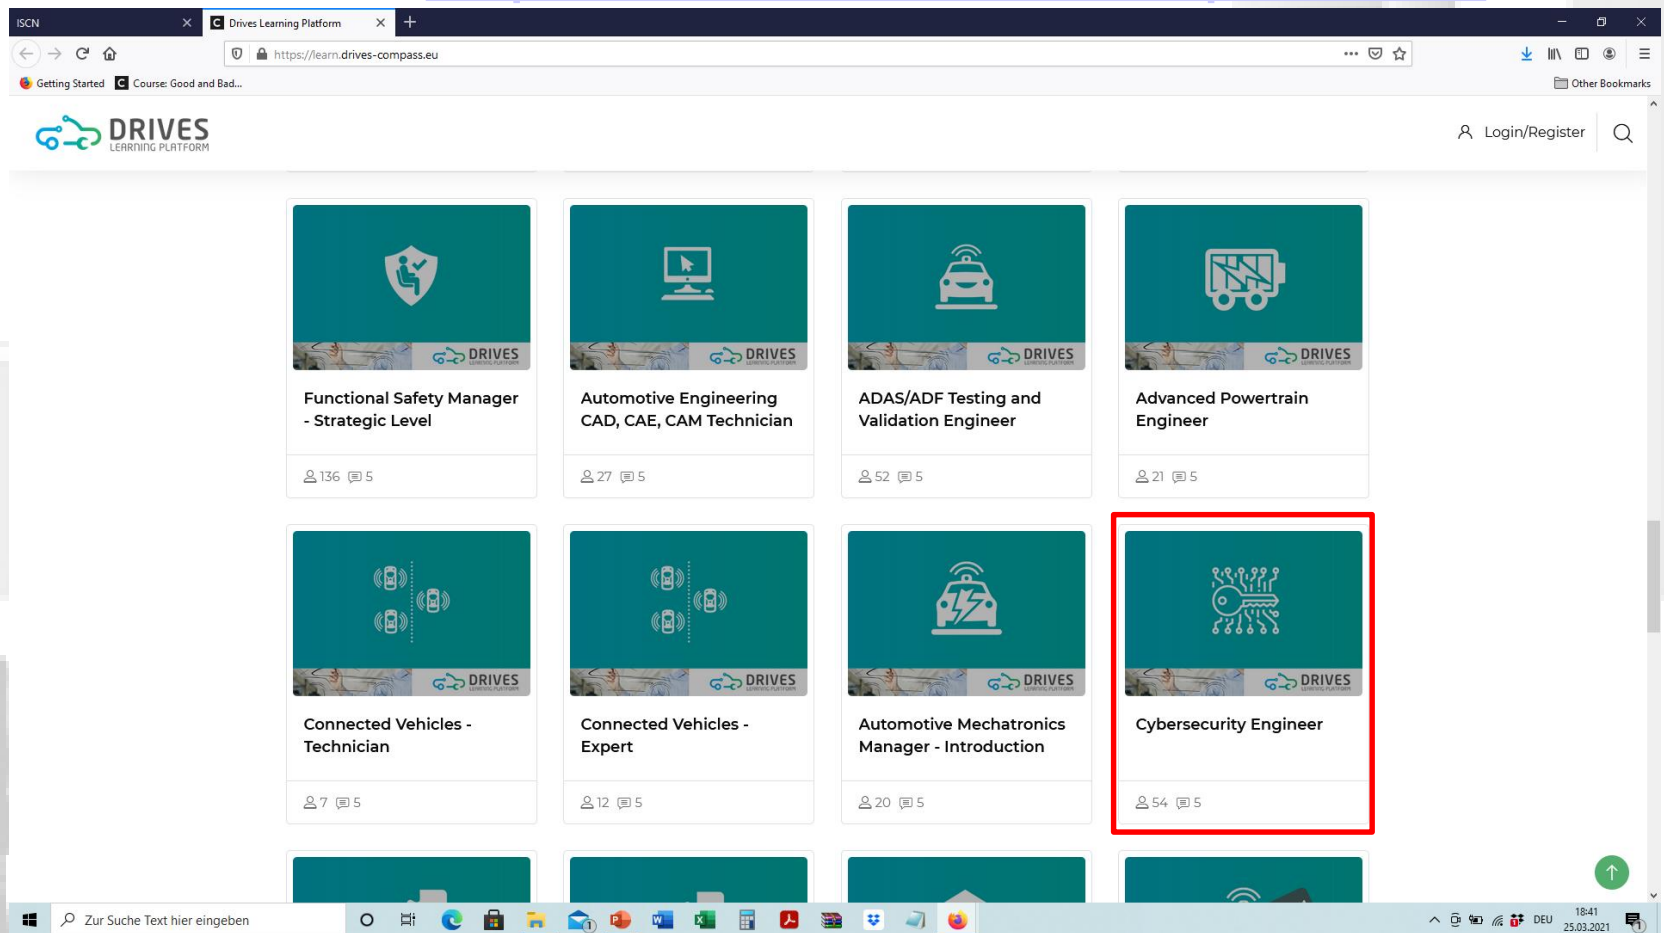 ISCN
Drives Learning Platform
https://learn.drives-compass.eu
Getting Started
Course: Good and Bad...
Other Bookmarks
DRIVES
LEARNING PLATFORM
Login/Register
DRIVES
DRIVES
DRIVES
DRIVES
Functional Safety Manager
- Strategic Level
Automotive Engineering
CAD, CAE, CAM Technician
ADAS/ADF Testing and
Validation Engineer
Advanced Powertrain
Engineer
136 5
27 5
52 5
21 5
DRIVES
DRIVES
DRIVES
DRIVES
Connected Vehicles -
Technician
Connected Vehicles -
Expert
Automotive Mechatronics
Manager - Introduction
Cybersecurity Engineer
7 5
12 5
20 5
54 5
Zur Suche Text hier eingeben
DEU
18:41
25.03.2021